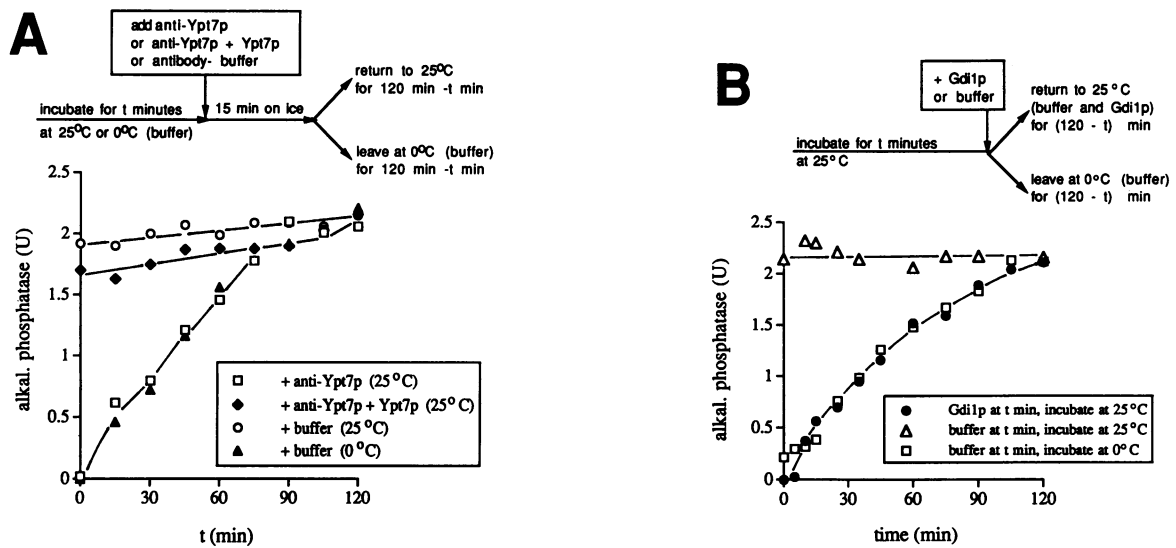 A
add anti-Ypt7p
or anti-Ypt7p + Ypt7p
or antibody- buffer
incubate for t minutes
at 25°C or 0°C (buffer)
15 min on ice
return to 25°C
for 120 min -t min
leave at 0°C (buffer)
for 120 min -t min
alkal. phosphatase (U)
2.5
2
1.5
1
0.5
0
0
30
60
90
120
t (min)
+ anti-Ypt7p (25°C)
+ anti-Ypt7p + Ypt7p (25°C)
+ buffer (25°C)
+ buffer (0°C)
B
+ Gdi1p
or buffer
incubate for t minutes
at 25°C
return to 25°C
(buffer and Gdi1p)
for (120 - t) min
leave at 0°C (buffer)
for (120 - t) min
alkal. phosphatase (U)
2.5
2
1.5
1
0.5
0
0
30
60
90
120
time (min)
Gdi1p at t min, incubate at 25°C
buffer at t min, incubate at 25°C
buffer at t min, incubate at 0°C